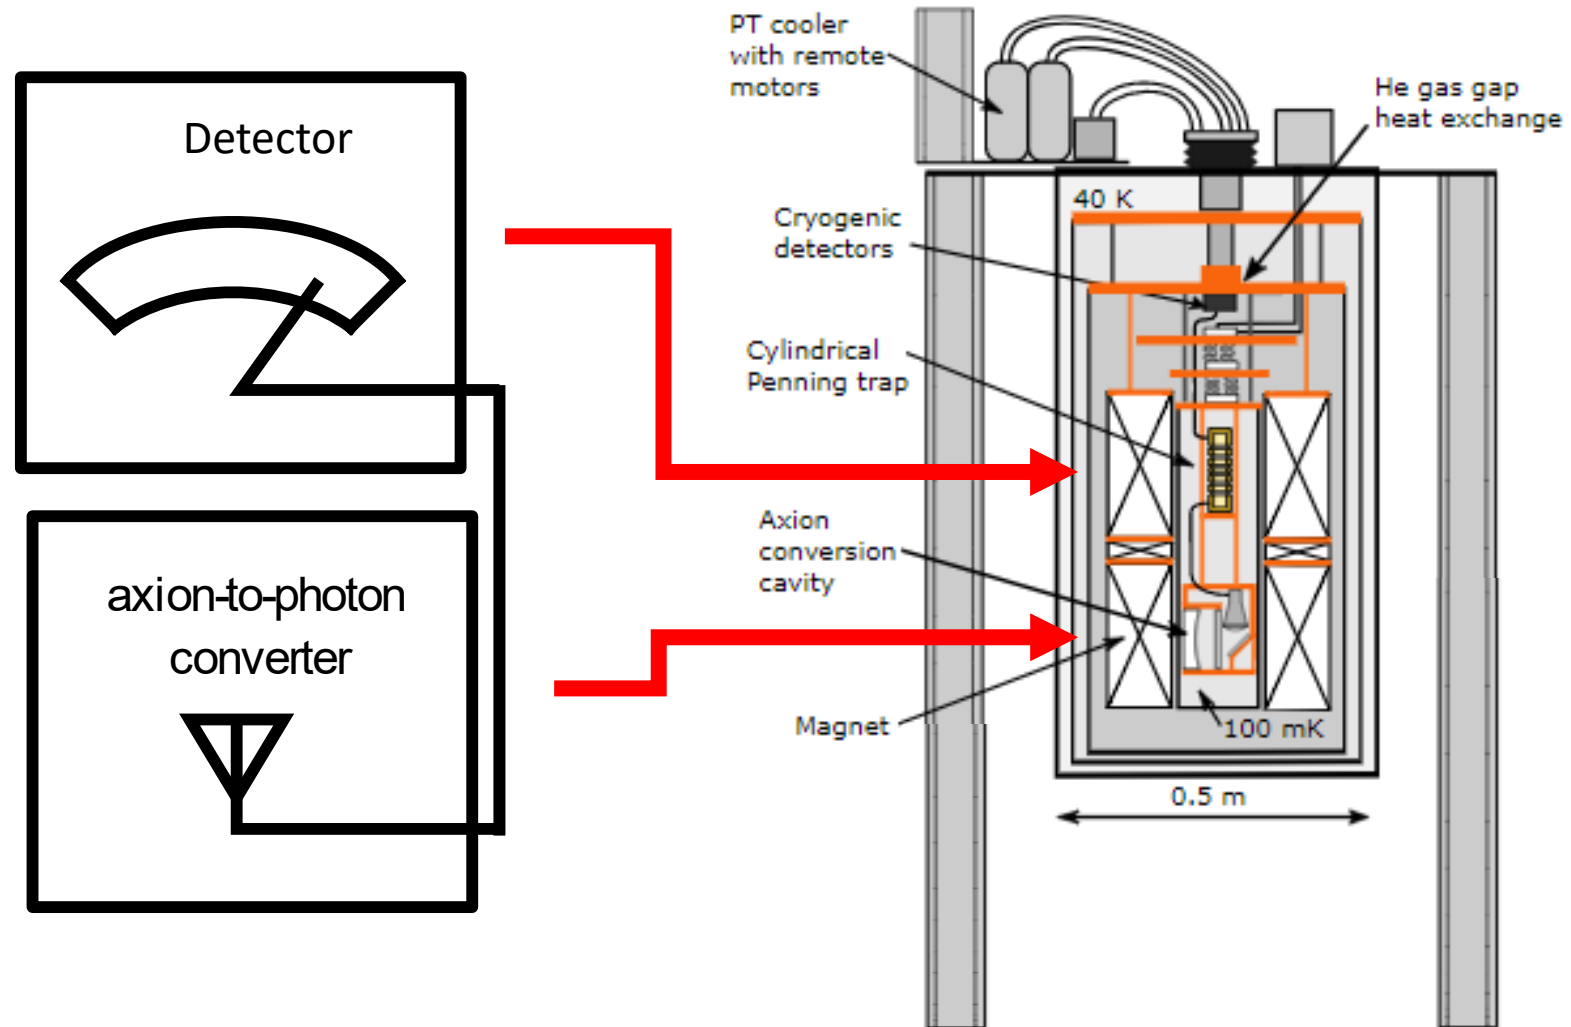 Detector
axion-to-photon
converter
PT cooler
with remote
motors
He gas gap
heat exchange
40 K
Cryogenic
detectors
Cylindrical
Penning trap
Axion
conversion
cavity
Magnet
100 mK
0.5 m